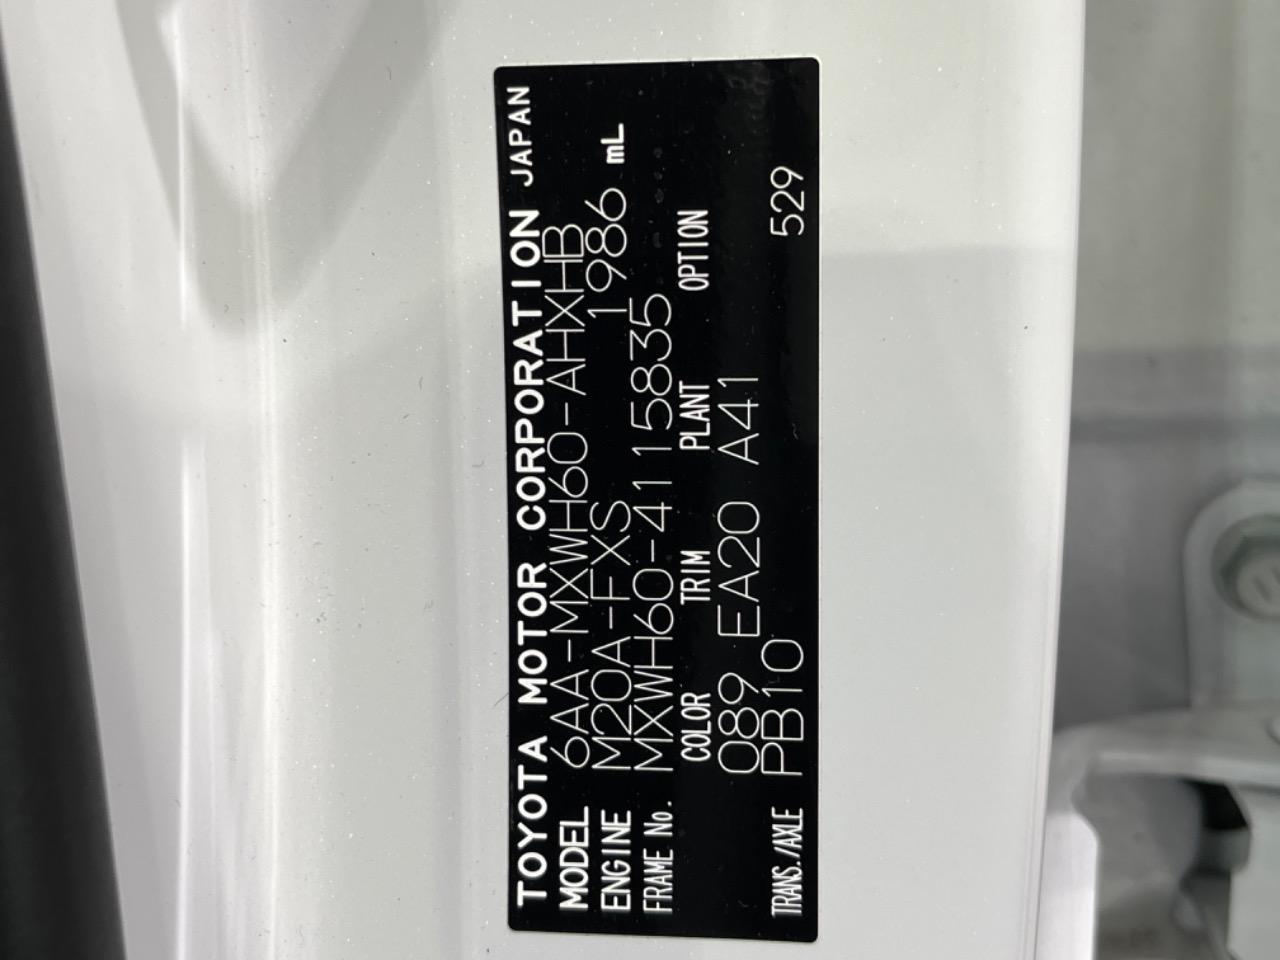 TOYOTA MOTOR CORPORATION JAPAN
MODEL 6AA-MXWH60-AHXHB
ENGINE M20A-FXS 1986 mL
FRAME No. MXWH60-4115835
COLOR TRIM PLANT OPTION
089 EA20 A41
TRANS./AXLE PB10 529